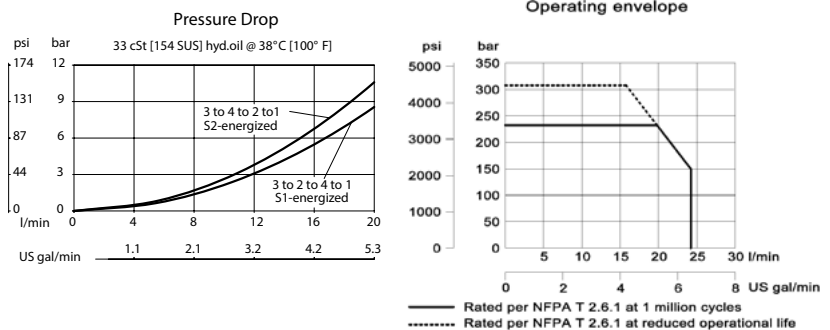 Pressure Drop
33 cSt [154 SUS] hyd.oil @ 38°C [100° F]
psi bar
174 12
131 9
87 6
44 3
0 0
3 to 4 to 2 to1
S2-energized
3 to 2 to 4 to 1
S1-energized
l/min 0 4 8 12 16 20
US gal/min 1.1 2.1 3.2 4.2 5.3
Operating envelope
psi bar
5000 350
4000 300
250
3000 200
2000 150
100
1000 50
0 0
5 10 15 20 25 30 l/min
0 2 4 6 8 US gal/min
Rated per NFPA T 2.6.1 at 1 million cycles
Rated per NFPA T 2.6.1 at reduced operational life